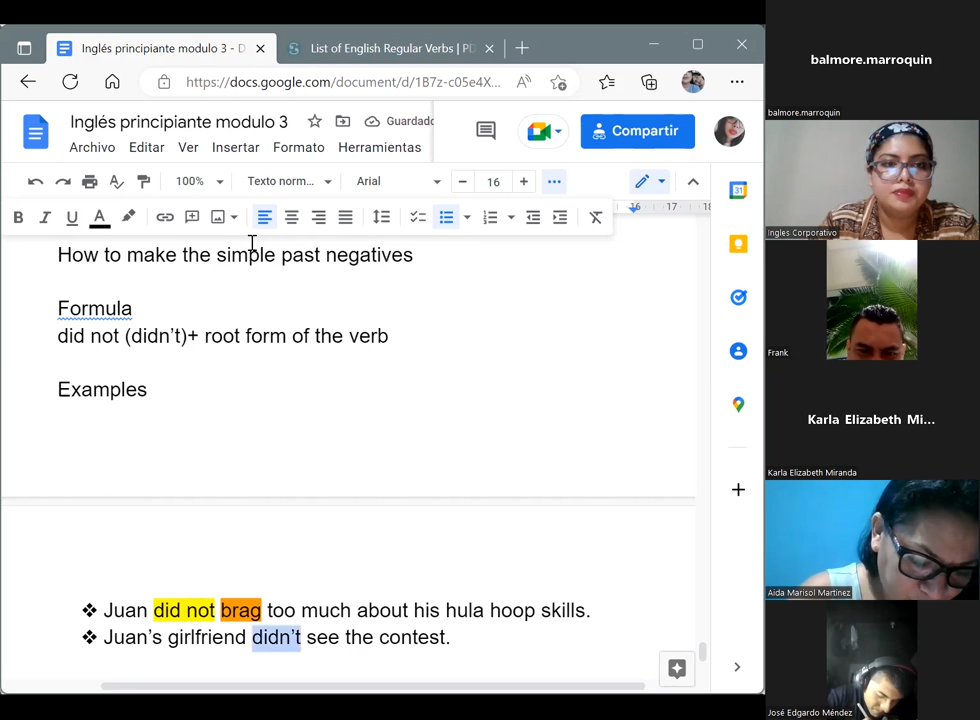 Inglés principiante modulo 3 - D
List of English Regular Verbs | PD
https://docs.google.com/document/d/1B7z-c05e4X...
Inglés principiante modulo 3
Guardado
Compartir
Archivo Editar Ver Insertar Formato Herramientas
100% Texto norm... Arial 16
16 17 18
How to make the simple past negatives
Formula
did not (didn't)+ root form of the verb
Examples
❖ Juan did not brag too much about his hula hoop skills.
❖ Juan's girlfriend didn't see the contest.
balmore.marroquin
balmore.marroquin
Ingles Corporativo
Frank
Karla Elizabeth Mi...
Karla Elizabeth Miranda
Aida Marisol Martinez
José Edgardo Méndez